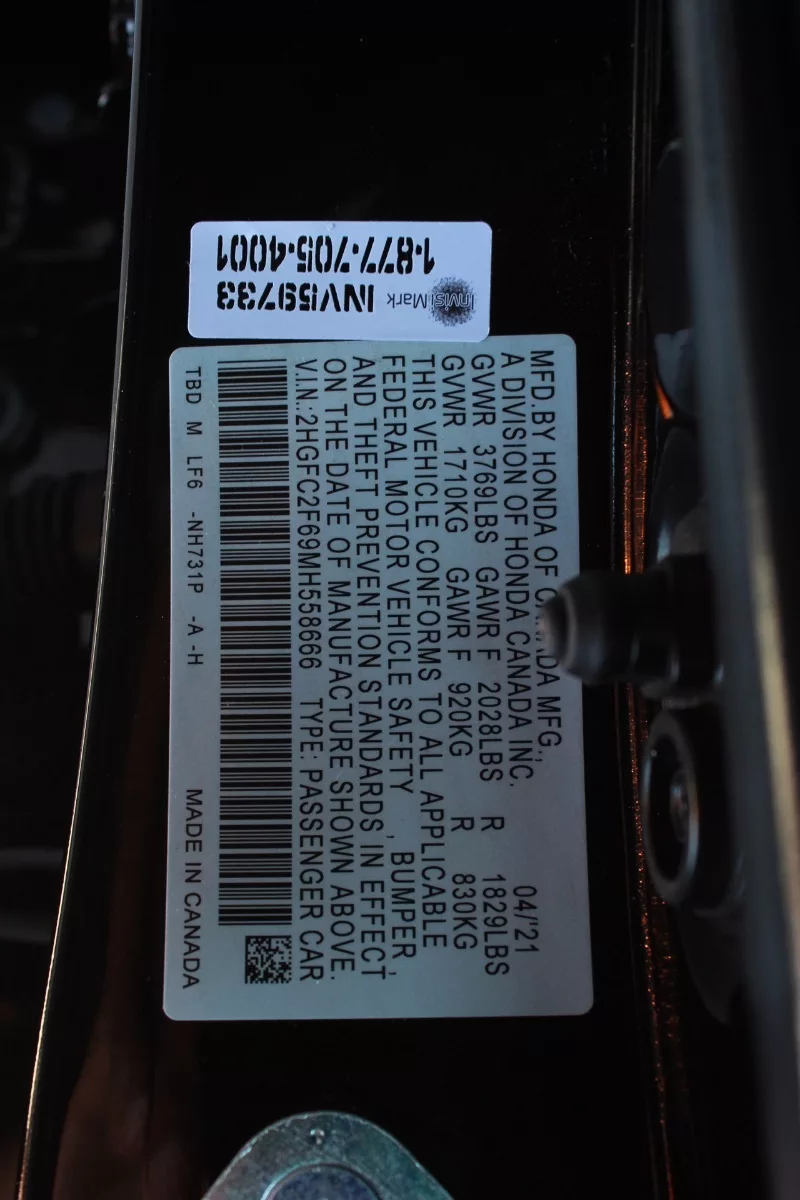 InvisiMark INV59733
1·877·705·4001
MFD.BY HONDA OF MFG.,
A DIVISION OF HONDA CANADA INC. 04/'21
GVWR 3769LBS GAWR F 2028LBS R 1829LBS
GVWR 1710KG GAWR F 920KG R 830KG
THIS VEHICLE CONFORMS TO ALL APPLICABLE
FEDERAL MOTOR VEHICLE SAFETY , BUMPER ,
AND THEFT PREVENTION STANDARDS IN EFFECT
ON THE DATE OF MANUFACTURE SHOWN ABOVE.
V.I.N.:2HGFC2F69MH558666 TYPE: PASSENGER CAR
TBD M LF6 -NH731P -A -H MADE IN CANADA